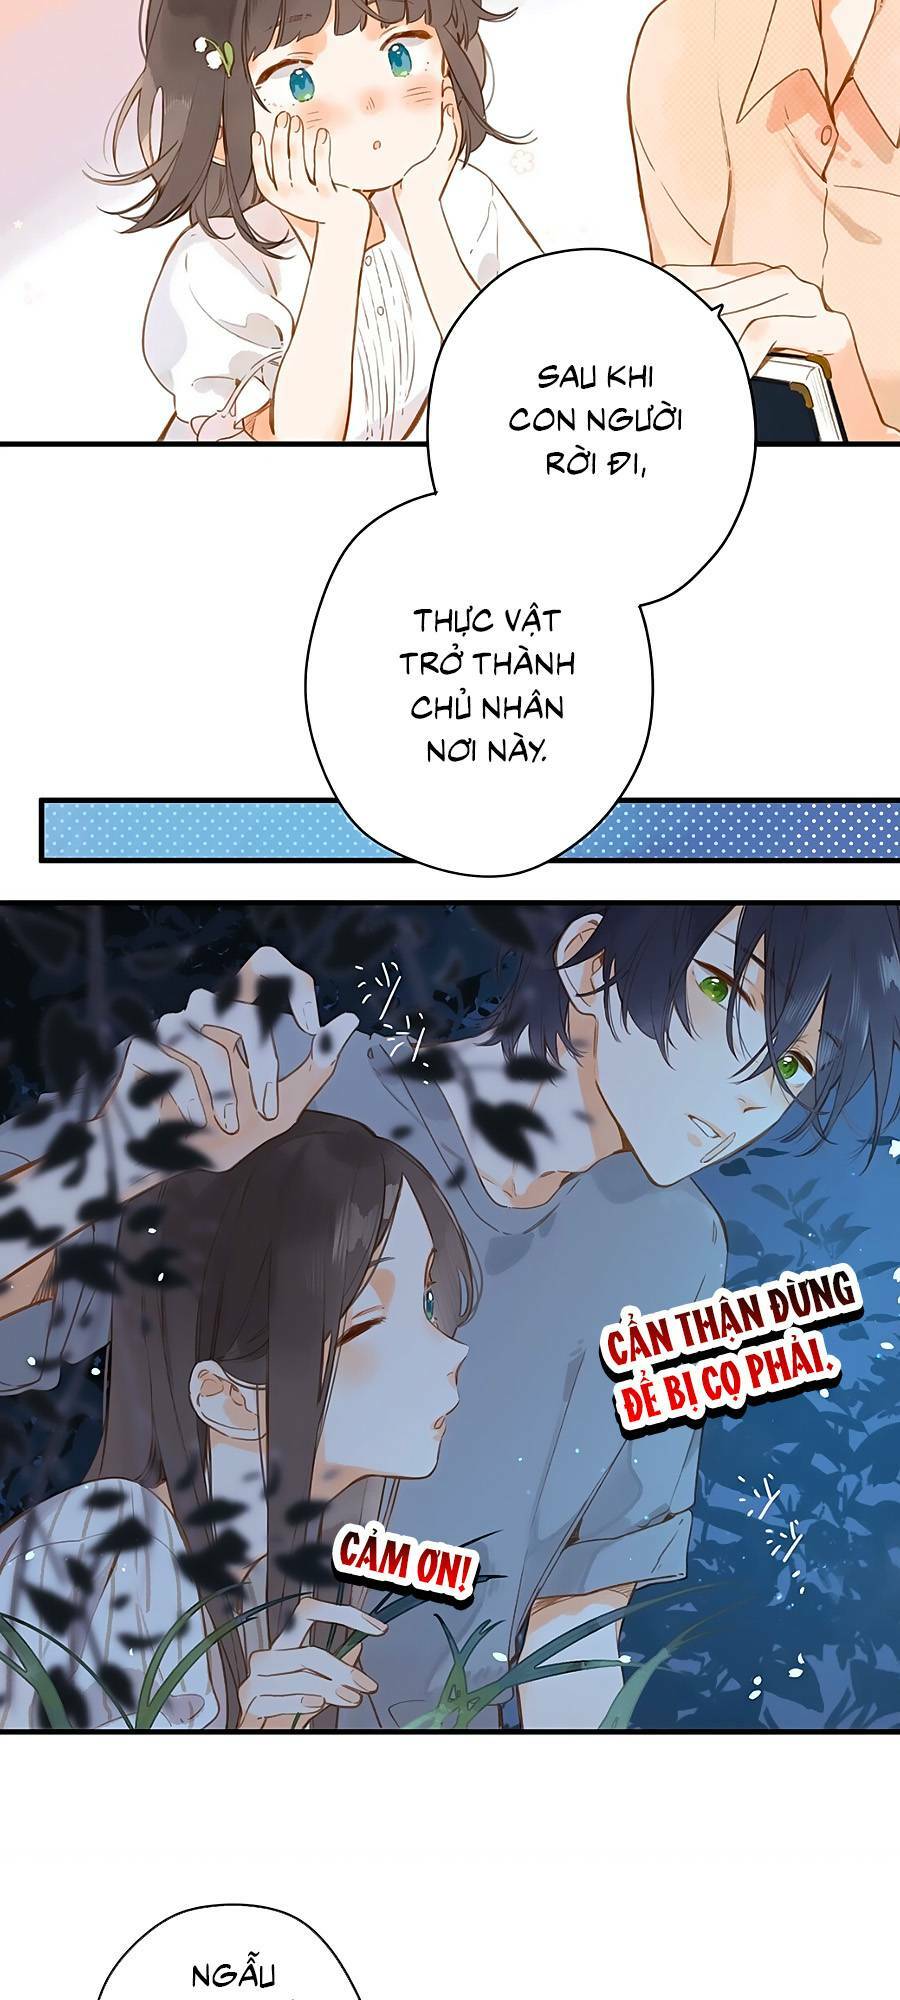 SAU KHI
CON NGƯỜI
RỜI ĐI,
THỰC VẬT
TRỞ THÀNH
CHỦ NHÂN
NƠI NÀY.
CẨN THẬN ĐỪNG
ĐỂ BỊ CỌ PHẢI.
CẢM ƠN!
NGẪU